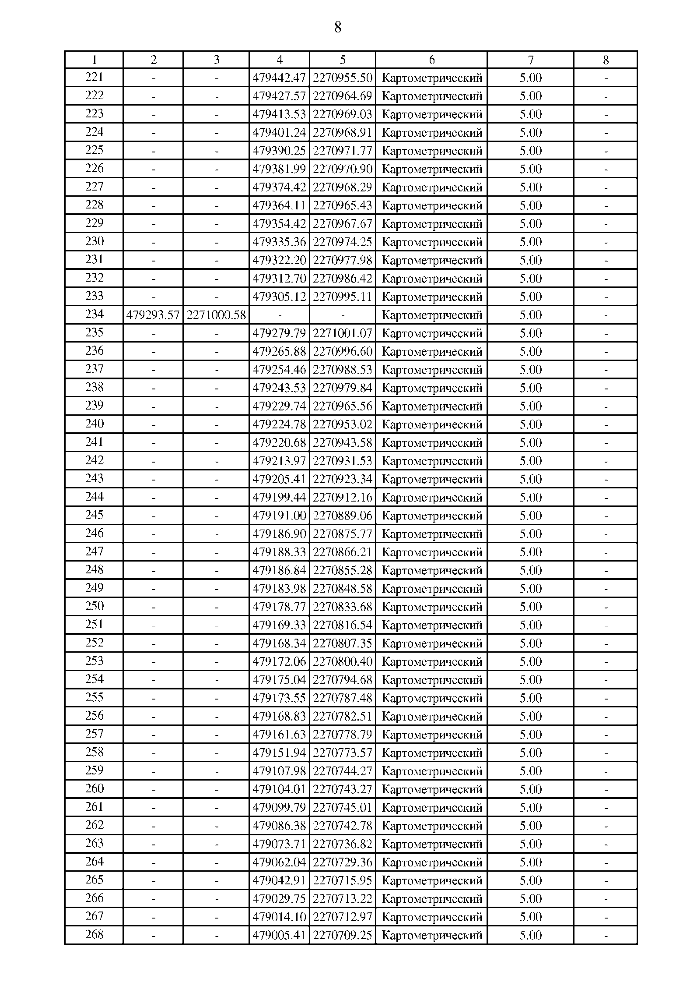 8
1 2 3 4 5 6 7 8
221 - - 479442.47 2270955.50 Картометрический 5.00 -
222 - - 479427.57 2270964.69 Картометрический 5.00 -
223 - - 479413.53 2270969.03 Картометрический 5.00 -
224 - - 479401.24 2270968.91 Картометрический 5.00 -
225 - - 479390.25 2270971.77 Картометрический 5.00 -
226 - - 479381.99 2270970.90 Картометрический 5.00 -
227 - - 479374.42 2270968.29 Картометрический 5.00 -
228 - - 479364.11 2270965.43 Картометрический 5.00 -
229 - - 479354.42 2270967.67 Картометрический 5.00 -
230 - - 479335.36 2270974.25 Картометрический 5.00 -
231 - - 479322.20 2270977.98 Картометрический 5.00 -
232 - - 479312.70 2270986.42 Картометрический 5.00 -
233 - - 479305.12 2270995.11 Картометрический 5.00 -
234 479293.57 2271000.58 - - Картометрический 5.00 -
235 - - 479279.79 2271001.07 Картометрический 5.00 -
236 - - 479265.88 2270996.60 Картометрический 5.00 -
237 - - 479254.46 2270988.53 Картометрический 5.00 -
238 - - 479243.53 2270979.84 Картометрический 5.00 -
239 - - 479229.74 2270965.56 Картометрический 5.00 -
240 - - 479224.78 2270953.02 Картометрический 5.00 -
241 - - 479220.68 2270943.58 Картометрический 5.00 -
242 - - 479213.97 2270931.53 Картометрический 5.00 -
243 - - 479205.41 2270923.34 Картометрический 5.00 -
244 - - 479199.44 2270912.16 Картометрический 5.00 -
245 - - 479191.00 2270889.06 Картометрический 5.00 -
246 - - 479186.90 2270875.77 Картометрический 5.00 -
247 - - 479188.33 2270866.21 Картометрический 5.00 -
248 - - 479186.84 2270855.28 Картометрический 5.00 -
249 - - 479183.98 2270848.58 Картометрический 5.00 -
250 - - 479178.77 2270833.68 Картометрический 5.00 -
251 - - 479169.33 2270816.54 Картометрический 5.00 -
252 - - 479168.34 2270807.35 Картометрический 5.00 -
253 - - 479172.06 2270800.40 Картометрический 5.00 -
254 - - 479175.04 2270794.68 Картометрический 5.00 -
255 - - 479173.55 2270787.48 Картометрический 5.00 -
256 - - 479168.83 2270782.51 Картометрический 5.00 -
257 - - 479161.63 2270778.79 Картометрический 5.00 -
258 - - 479151.94 2270773.57 Картометрический 5.00 -
259 - - 479107.98 2270744.27 Картометрический 5.00 -
260 - - 479104.01 2270743.27 Картометрический 5.00 -
261 - - 479099.79 2270745.01 Картометрический 5.00 -
262 - - 479086.38 2270742.78 Картометрический 5.00 -
263 - - 479073.71 2270736.82 Картометрический 5.00 -
264 - - 479062.04 2270729.36 Картометрический 5.00 -
265 - - 479042.91 2270715.95 Картометрический 5.00 -
266 - - 479029.75 2270713.22 Картометрический 5.00 -
267 - - 479014.10 2270712.97 Картометрический 5.00 -
268 - - 479005.41 2270709.25 Картометрический 5.00 -